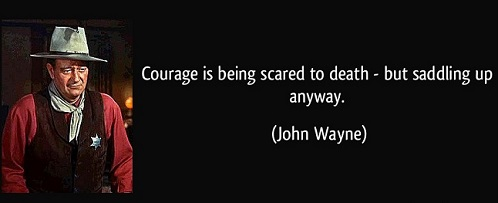 Courage is being scared to death - but saddling up
anyway.
(John Wayne)